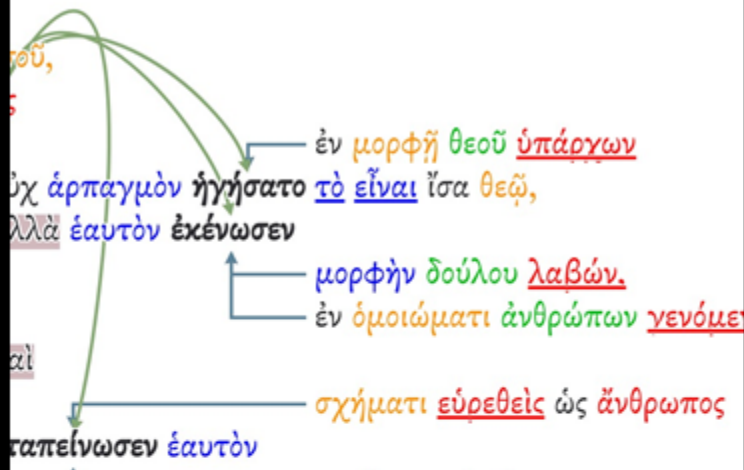 ἐν μορφῇ θεοῦ ὑπάρχων
ἁρπαγμὸν ἡγήσατο τὸ εἶναι ἴσα θεῷ,
ἑαυτὸν ἐκένωσεν
μορφὴν δούλου λαβών.
ἐν ὁμοιώματι ἀνθρώπων
σχήματι εὑρεθεὶς ὡς ἄνθρωπος
ἑαυτὸν